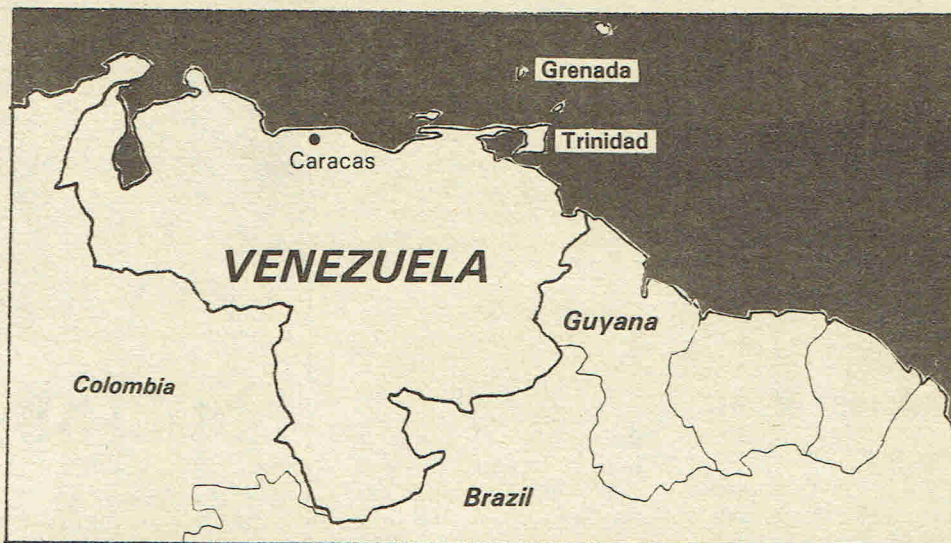 Grenada
Trinidad
Caracas
VENEZUELA
Guyana
Colombia
Brazil